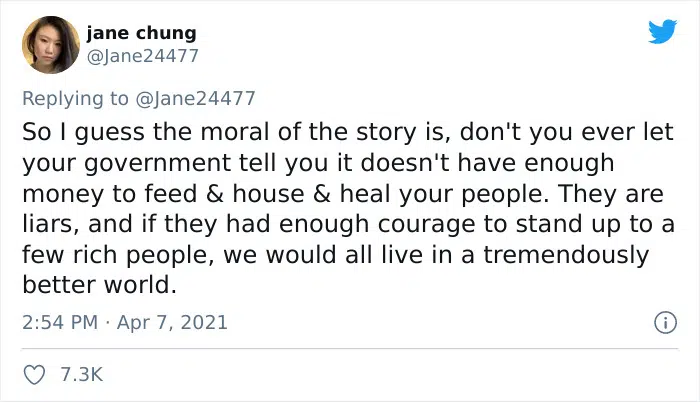 jane chung
@Jane24477
Replying to @Jane24477
So I guess the moral of the story is, don't you ever let
your government tell you it doesn't have enough
money to feed & house & heal your people. They are
liars, and if they had enough courage to stand up to a
few rich people, we would all live in a tremendously
better world.
2:54 PM · Apr 7, 2021
7.3K